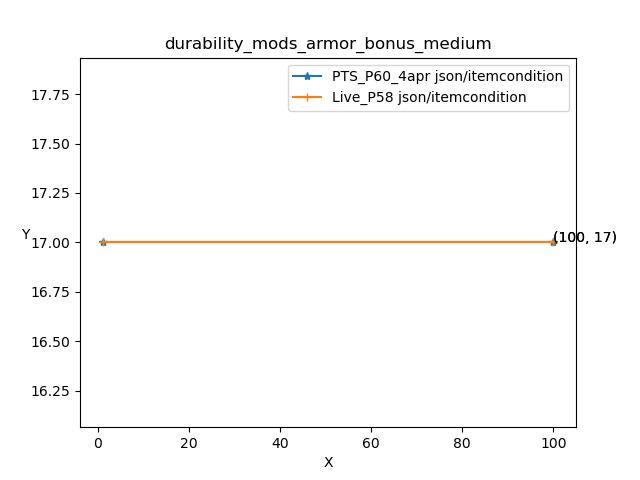 durability_mods_armor_bonus_medium
PTS_P60_4apr json/itemcondition
Live_P58 json/itemcondition
17.75
17.50
17.25
Y
17.00
(100, 17)
16.75
16.50
16.25
0 20 40 60 80 100
X